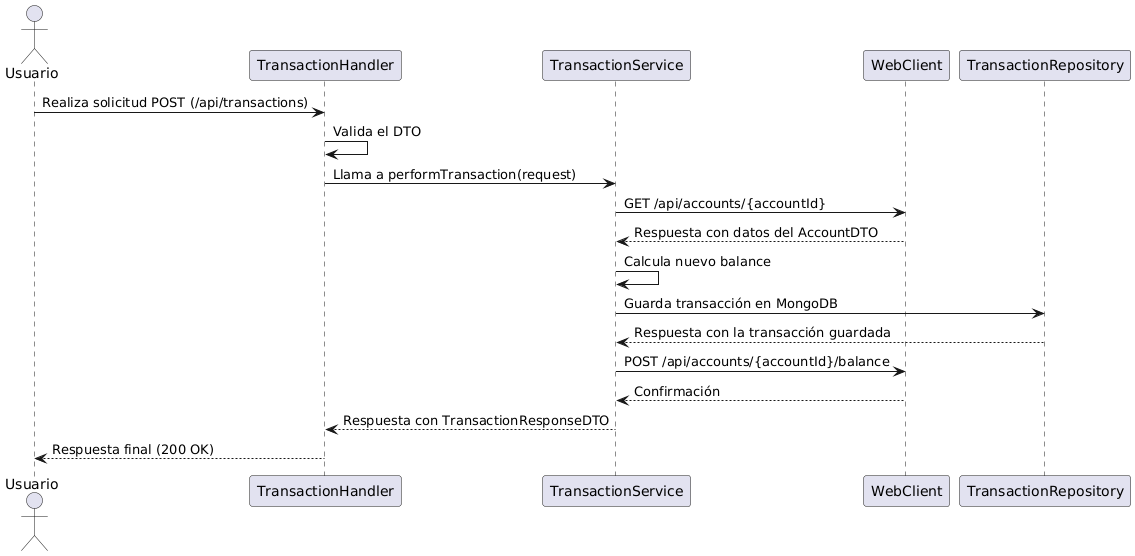 Usuario
TransactionHandler
TransactionService
WebClient
TransactionRepository
Realiza solicitud POST (/api/transactions)
Valida el DTO
Llama a performTransaction(request)
GET /api/accounts/{accountId}
Respuesta con datos del AccountDTO
Calcula nuevo balance
Guarda transacción en MongoDB
Respuesta con la transacción guardada
POST /api/accounts/{accountId}/balance
Confirmación
Respuesta con TransactionResponseDTO
Respuesta final (200 OK)
Usuario
TransactionHandler
TransactionService
WebClient
TransactionRepository